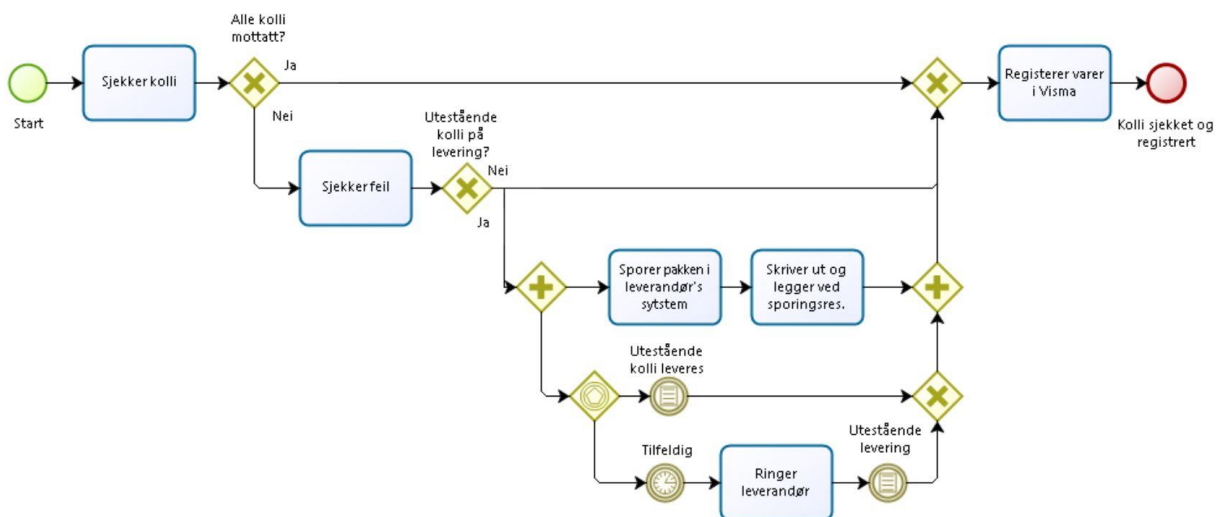 Alle kolli
mottatt?
Ja
Sjekker kolli
Registerer varer
i Visma
Start
Nei
Utestående
kolli på
levering?
Kolli sjekket og
registrert
Sjekker feil
Nei
Ja
Sporer pakken i
leverandør's
sytstem
Skriver ut og
legger ved
sporingsres.
Utestående
kolli leveres
Tilfeldig
Ringer
leverandør
Utestående
levering